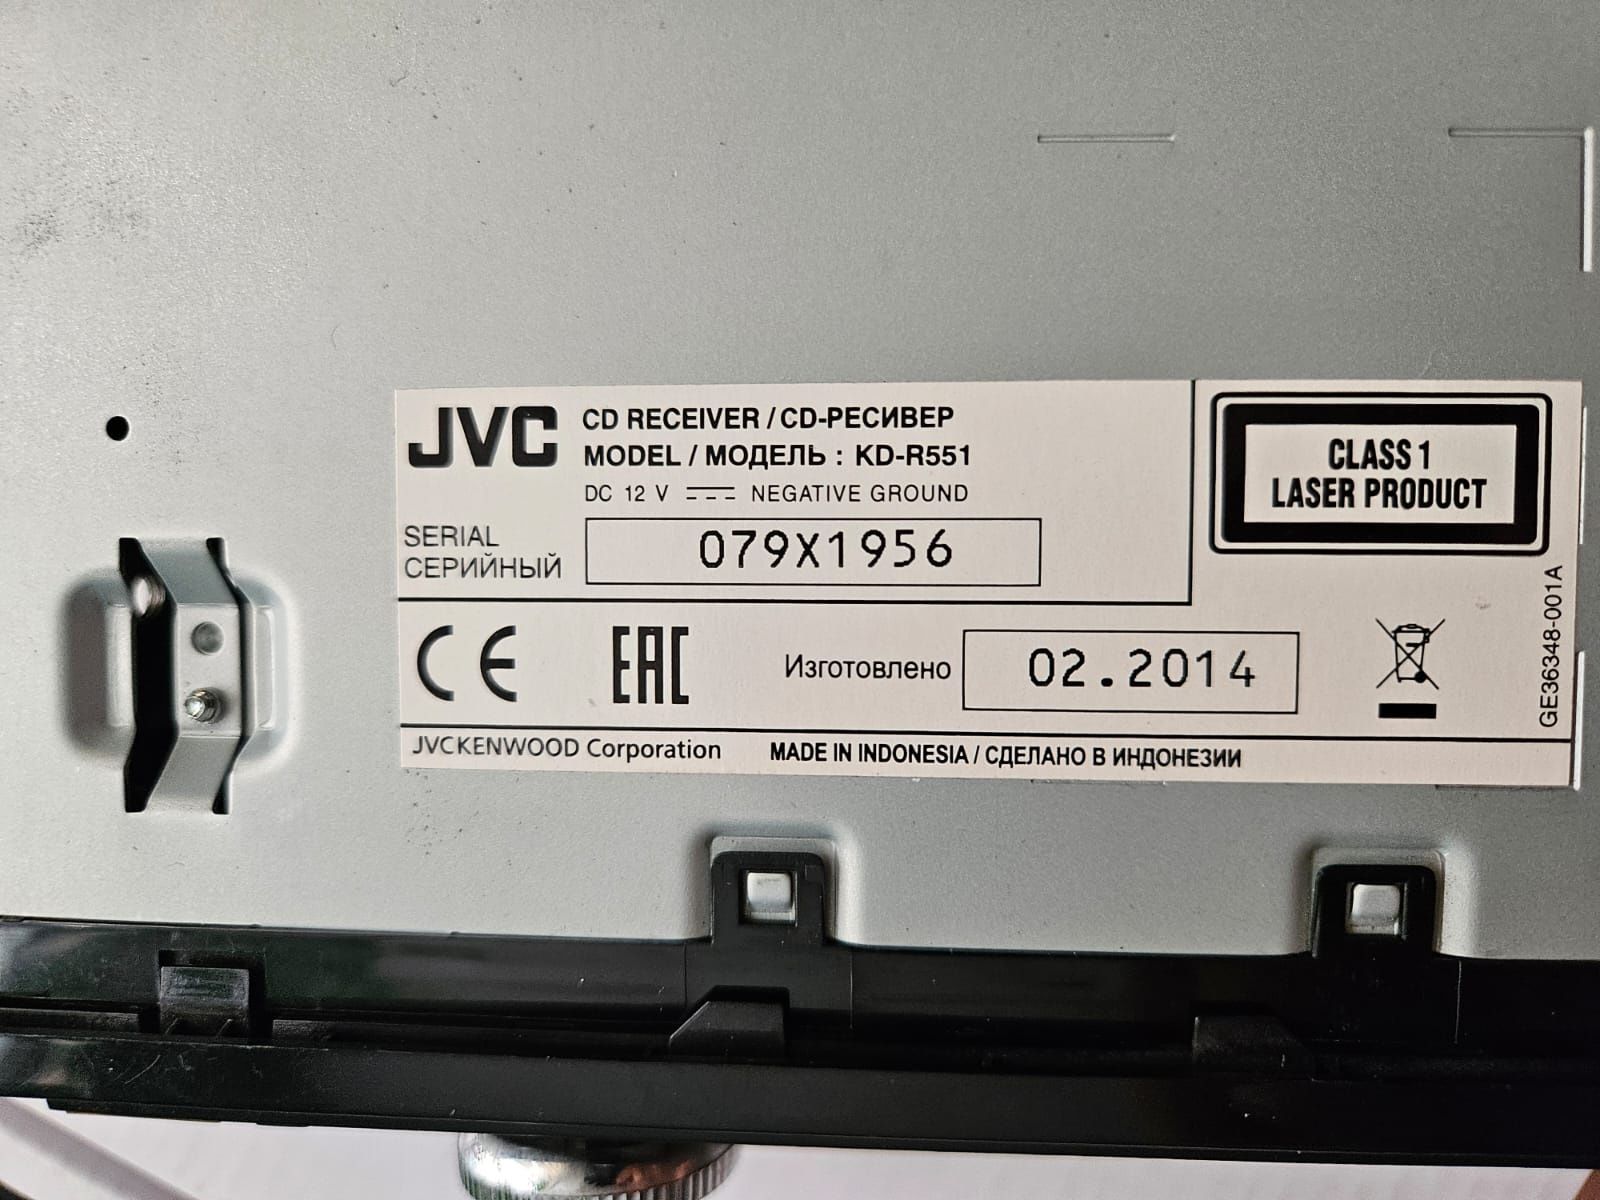 JVC
CD RECEIVER / CD-РЕСИВЕР
MODEL / МОДЕЛЬ : KD-R551
DC 12 V NEGATIVE GROUND
SERIAL
СЕРИЙНЫЙ
079X1956
CLASS 1
LASER PRODUCT
CE
EAC
Изготовлено
02.2014
GE36348-001A
JVCKENWOOD Corporation
MADE IN INDONESIA / СДЕЛАНО В ИНДОНЕЗИИ